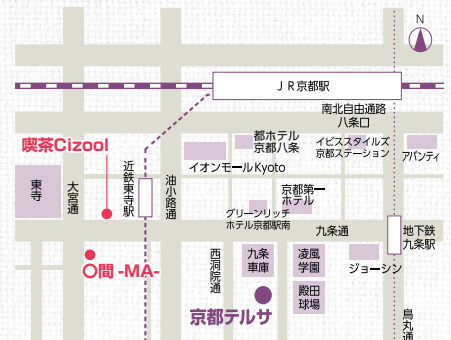 N
JR京都駅
南北自由通路
八条口
喫茶Cizool
都ホテル
京都八条
イビススタイルズ
京都ステーション
アバンティ
イオンモールKyoto
近鉄東寺駅
油小路通
東寺
大宮通
京都第一
ホテル
グリーンリッチ
ホテル京都駅南
九条通
地下鉄
九条駅
西洞院通
九条
車庫
凌風
学園
ジョーシン
〇間 -MA-
殿田
球場
京都テルサ
烏丸通